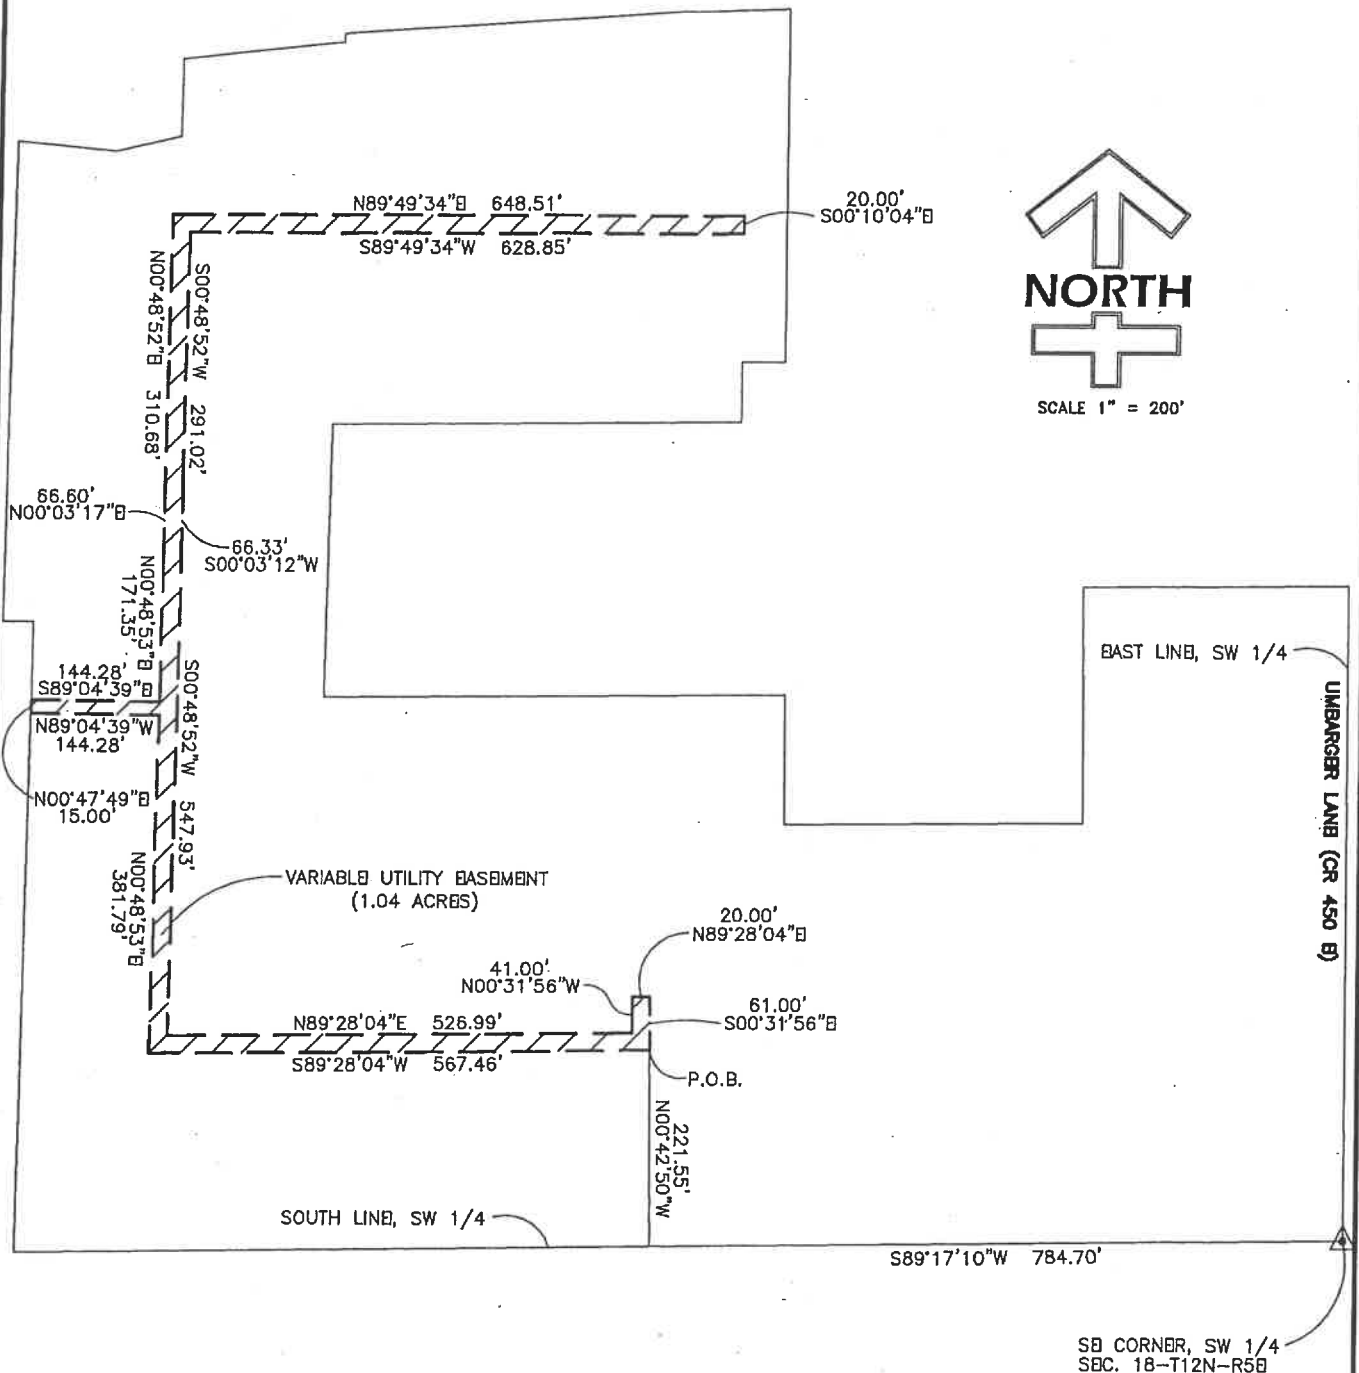 N89°49'34"E 648.51'
20.00'
S00°10'04"E
S89°49'34"W 628.85'
NORTH
SCALE 1" = 200'
N00°48'52"E 310.68'
S00°48'52"W 291.02'
66.60'
N00°03'17"E
66.33'
S00°03'12"W
N00°48'53"E
171.35'
EAST LINE, SW 1/4
144.28'
S89°04'39"E
N89°04'39"W
144.28'
S00°48'52"W 547.93'
UMBARGER LANE (CR 450 E)
N00°47'49"E
15.00'
N00°48'53"E
381.79'
VARIABLE UTILITY EASEMENT
(1.04 ACRES)
20.00'
N89°28'04"E
41.00'
N00°31'56"W
61.00'
S00°31'56"E
N89°28'04"E 526.99'
S89°28'04"W 567.46'
P.O.B.
221.55'
N00°42'50"W
SOUTH LINE, SW 1/4
S89°17'10"W 784.70'
SE CORNER, SW 1/4
SEC. 18-T12N-R5E